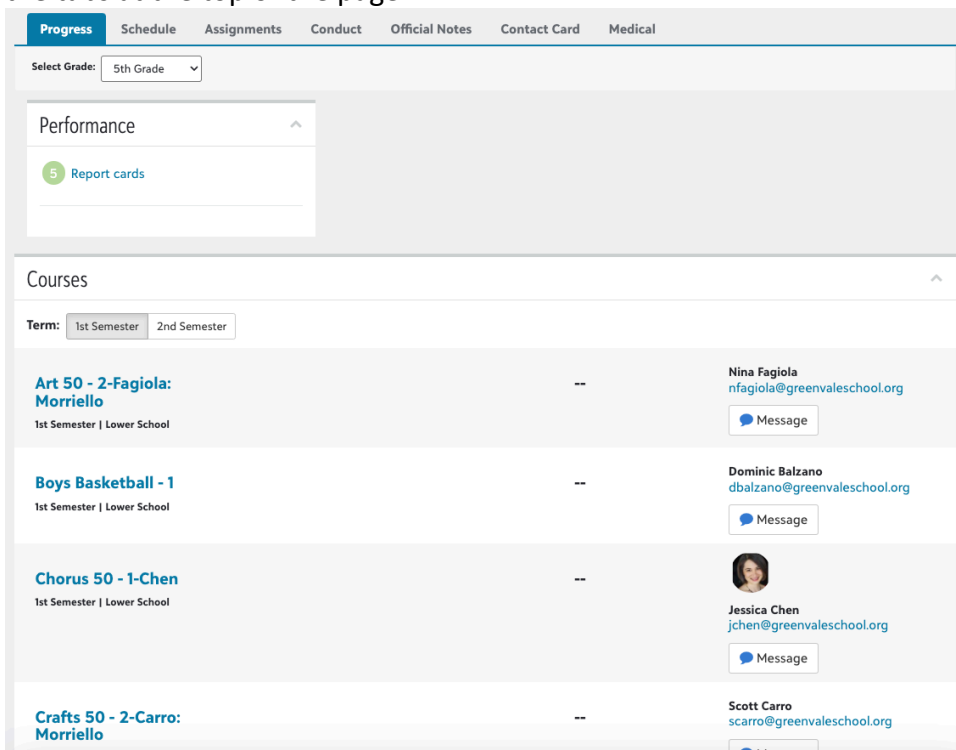 Progress Schedule Assignments Conduct Official Notes Contact Card Medical
Select Grade: 5th Grade
Performance
5 Report cards
Courses
Term: 1st Semester 2nd Semester
Art 50 - 2-Fagiola:
Morriello
1st Semester | Lower School
--
Nina Fagiola
nfagiola@greenvaleschool.org
Message
Boys Basketball - 1
1st Semester | Lower School
--
Dominic Balzano
dbalzano@greenvaleschool.org
Message
Chorus 50 - 1-Chen
1st Semester | Lower School
--
Jessica Chen
jchen@greenvaleschool.org
Message
Crafts 50 - 2-Carro:
Morriello
--
Scott Carro
scarro@greenvaleschool.org